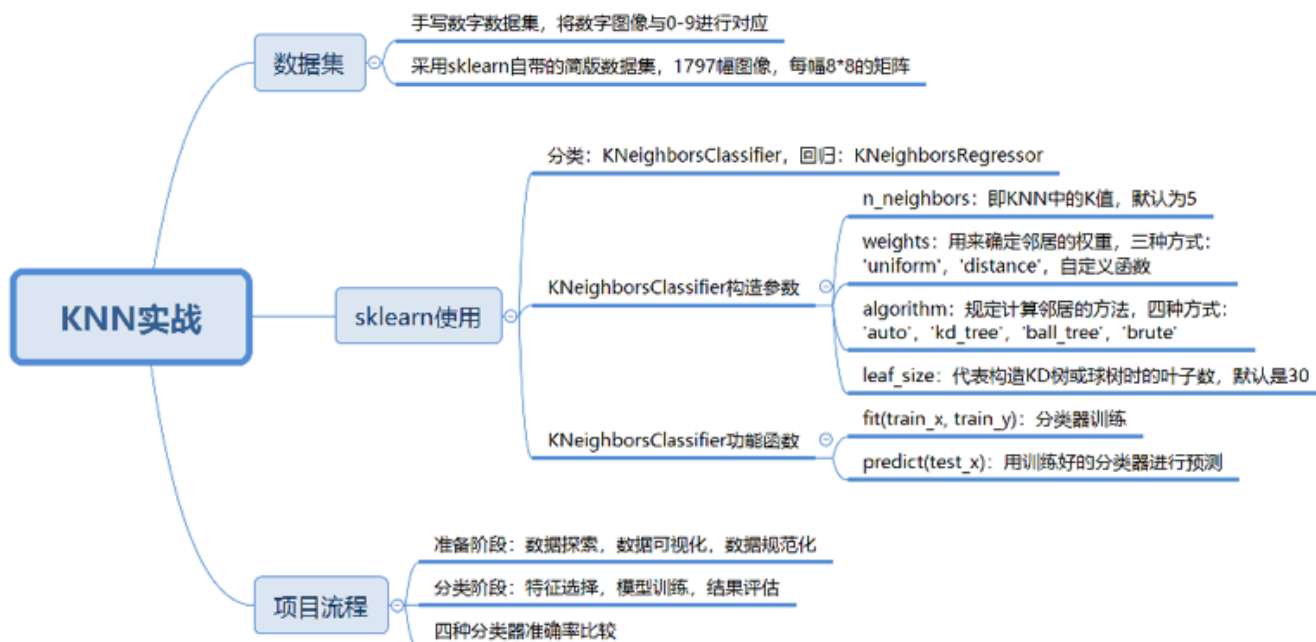 KNN实战
数据集
手写数字数据集，将数字图像与0-9进行对应
采用sklearn自带的简版数据集，1797幅图像，每幅8*8的矩阵
sklearn使用
分类：KNeighborsClassifier，回归：KNeighborsRegressor
KNeighborsClassifier构造参数
n_neighbors：即KNN中的K值，默认为5
weights：用来确定邻居的权重，三种方式：
'uniform'，'distance'，自定义函数
algorithm：规定计算邻居的方法，四种方式：
'auto'，'kd_tree'，'ball_tree'，'brute'
leaf_size：代表构造KD树或球树时的叶子数，默认是30
KNeighborsClassifier功能函数
fit(train_x, train_y)：分类器训练
predict(test_x)：用训练好的分类器进行预测
项目流程
准备阶段：数据探索，数据可视化，数据规范化
分类阶段：特征选择，模型训练，结果评估
四种分类器准确率比较